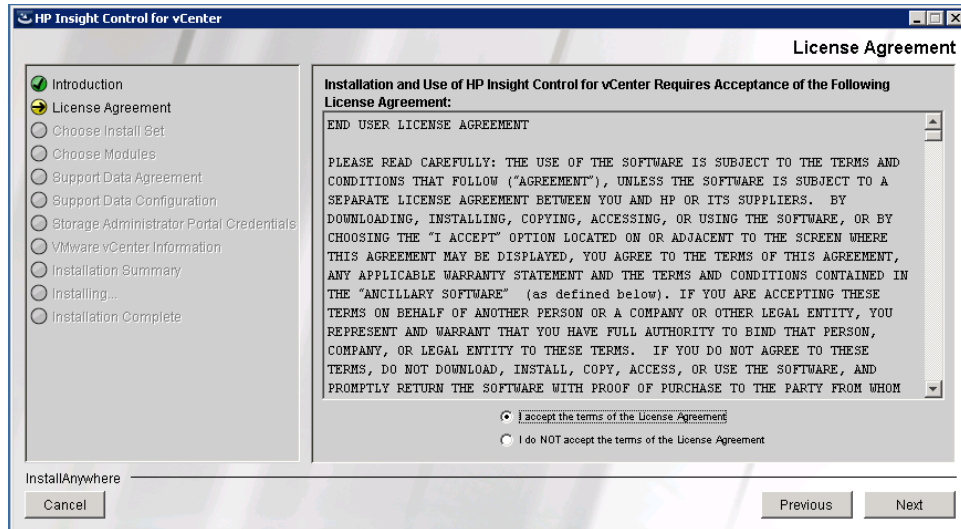 HP Insight Control for vCenter
License Agreement
Introduction
License Agreement
Choose Install Set
Choose Modules
Support Data Agreement
Support Data Configuration
Storage Administrator Portal Credentials
VMware vCenter Information
Installation Summary
Installing...
Installation Complete
Installation and Use of HP Insight Control for vCenter Requires Acceptance of the Following
License Agreement:
END USER LICENSE AGREEMENT
PLEASE READ CAREFULLY: THE USE OF THE SOFTWARE IS SUBJECT TO THE TERMS AND
CONDITIONS THAT FOLLOW ("AGREEMENT"), UNLESS THE SOFTWARE IS SUBJECT TO A
SEPARATE LICENSE AGREEMENT BETWEEN YOU AND HP OR ITS SUPPLIERS.  BY
DOWNLOADING, INSTALLING, COPYING, ACCESSING, OR USING THE SOFTWARE, OR BY
CHOOSING THE "I ACCEPT" OPTION LOCATED ON OR ADJACENT TO THE SCREEN WHERE
THIS AGREEMENT MAY BE DISPLAYED, YOU AGREE TO THE TERMS OF THIS AGREEMENT,
ANY APPLICABLE WARRANTY STATEMENT AND THE TERMS AND CONDITIONS CONTAINED IN
THE "ANCILLARY SOFTWARE"  (as defined below). IF YOU ARE ACCEPTING THESE
TERMS ON BEHALF OF ANOTHER PERSON OR A COMPANY OR OTHER LEGAL ENTITY, YOU
REPRESENT AND WARRANT THAT YOU HAVE FULL AUTHORITY TO BIND THAT PERSON,
COMPANY, OR LEGAL ENTITY TO THESE TERMS.  IF YOU DO NOT AGREE TO THESE
TERMS, DO NOT DOWNLOAD, INSTALL, COPY, ACCESS, OR USE THE SOFTWARE, AND
PROMPTLY RETURN THE SOFTWARE WITH PROOF OF PURCHASE TO THE PARTY FROM WHOM
I accept the terms of the License Agreement
I do NOT accept the terms of the License Agreement
InstallAnywhere
Cancel
Previous
Next